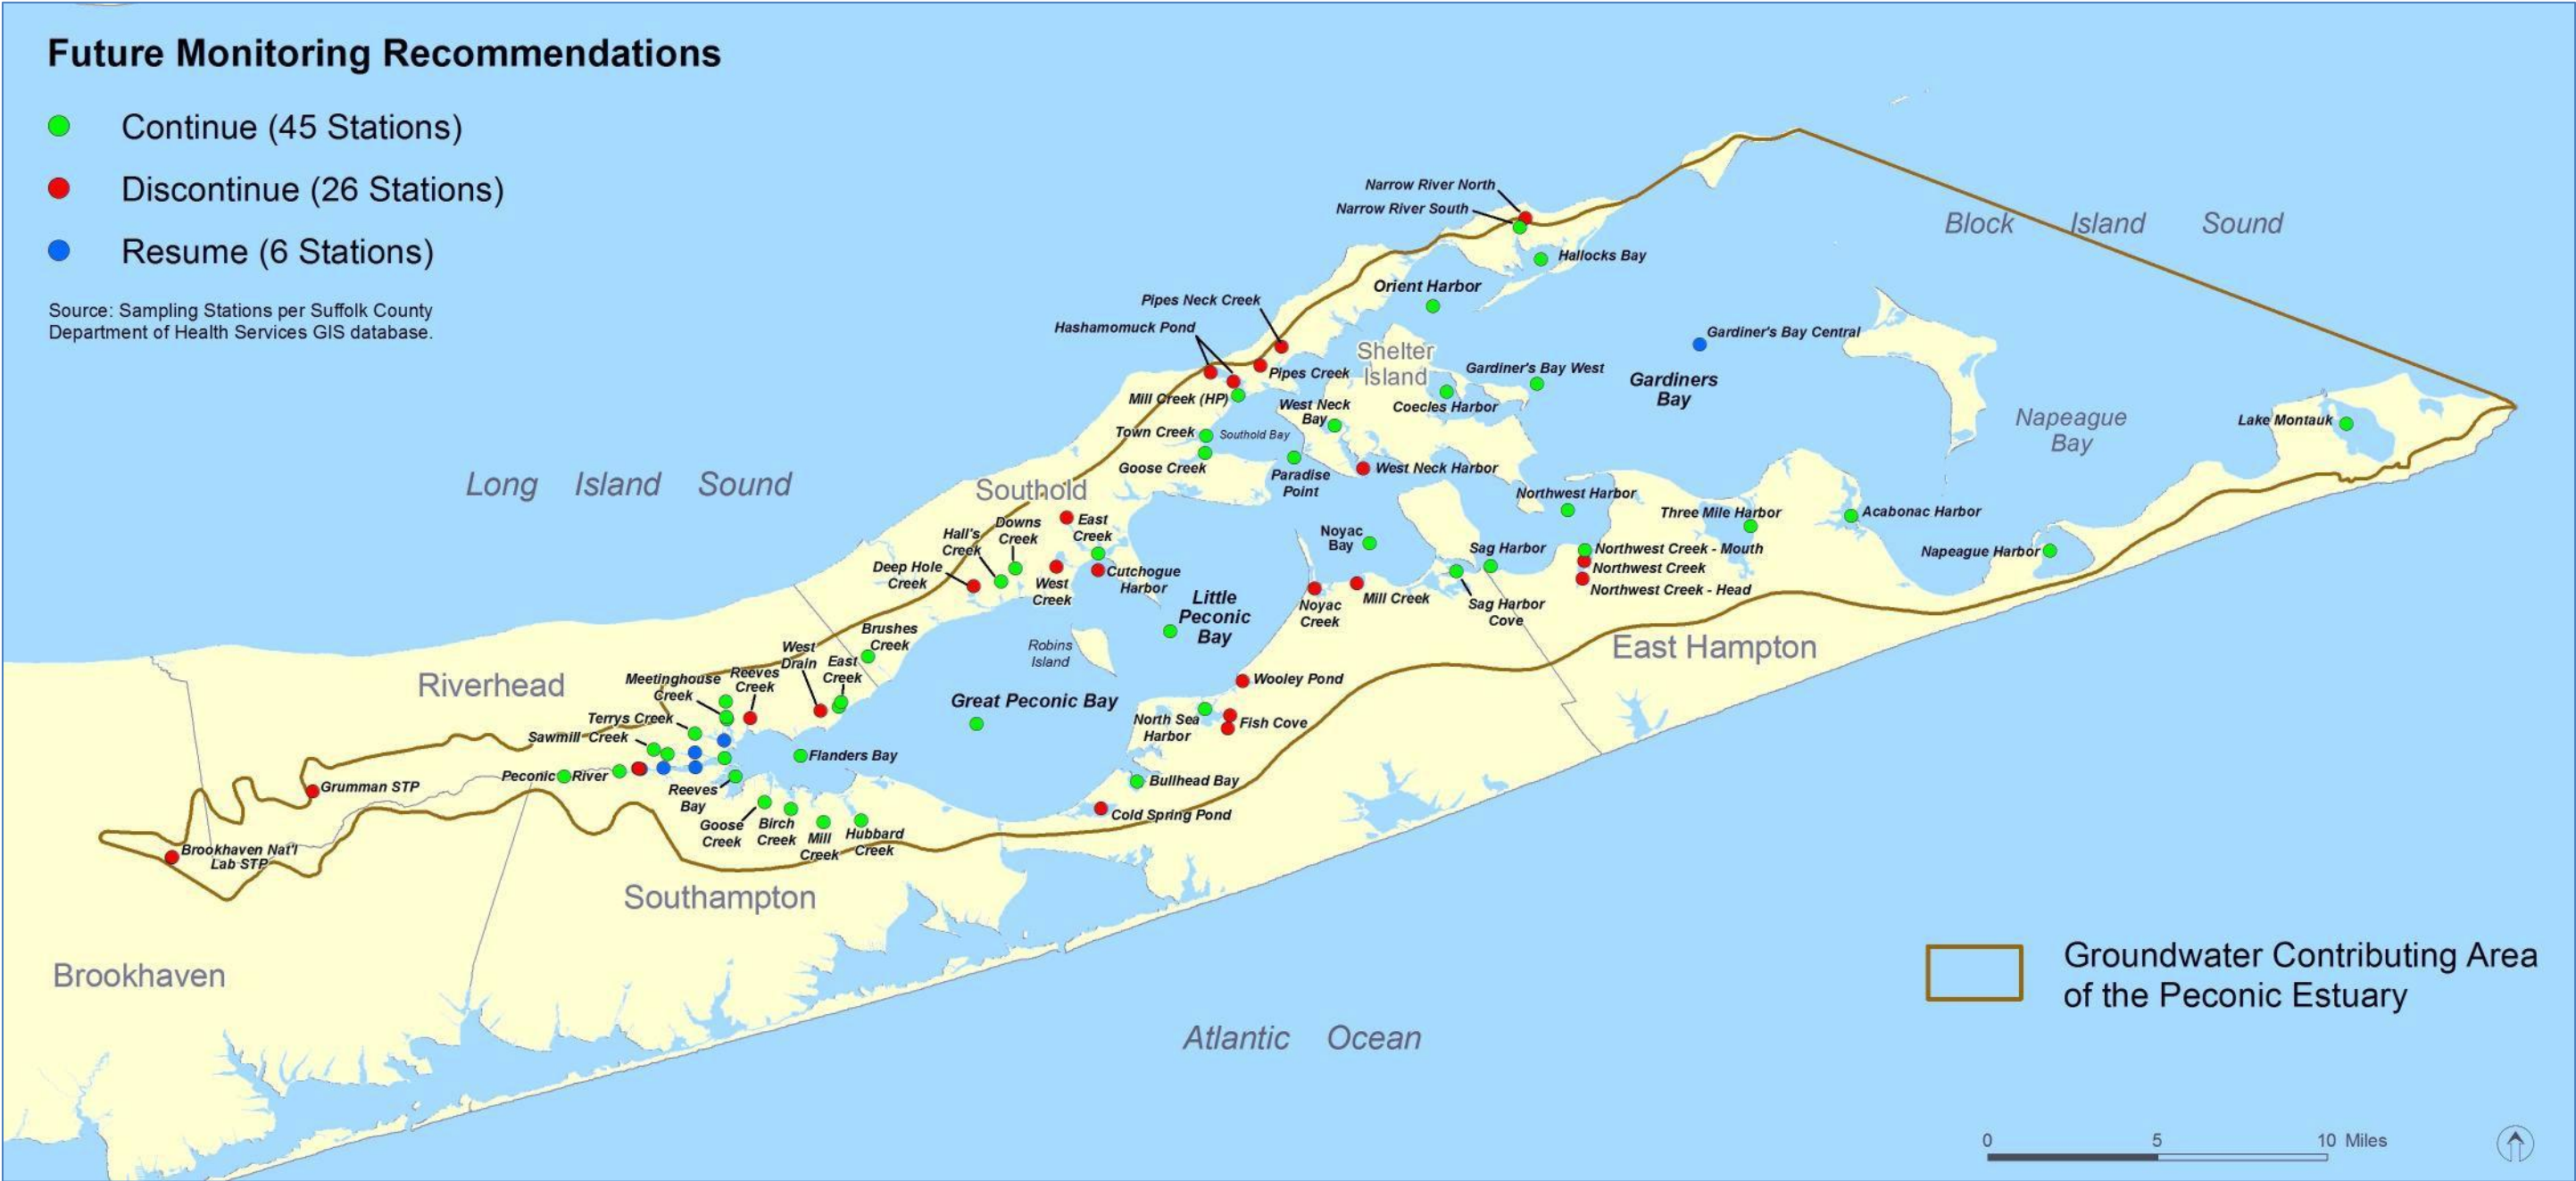 Future Monitoring Recommendations
Continue (45 Stations)
Discontinue (26 Stations)
Resume (6 Stations)
Source: Sampling Stations per Suffolk County
Department of Health Services GIS database.
Narrow River North
Narrow River South
Block Island Sound
Hallocks Bay
Orient Harbor
Pipes Neck Creek
Hashamomuck Pond
Gardiner's Bay Central
Shelter
Island
Pipes Creek
Gardiner's Bay West
Gardiners
Bay
Mill Creek (HP)
West Neck
Bay
Coecles Harbor
Napeague
Bay
Lake Montauk
Town Creek
Southold Bay
Goose Creek
Paradise
Point
West Neck Harbor
Long Island Sound
Southold
Northwest Harbor
Three Mile Harbor
Acabonac Harbor
Downs
Creek
East
Creek
Hall's
Creek
Noyac
Bay
Sag Harbor
Northwest Creek - Mouth
Napeague Harbor
Deep Hole
Creek
Cutchogue
Harbor
Northwest Creek
West
Creek
Northwest Creek - Head
Little
Peconic
Bay
Noyac
Creek
Mill Creek
Sag Harbor
Cove
Brushes
Creek
Robins
Island
East Hampton
West
Drain
East
Creek
Riverhead
Meetinghouse
Creek
Reeves
Creek
Wooley Pond
Great Peconic Bay
Terrys Creek
North Sea
Harbor
Fish Cove
Sawmill Creek
Flanders Bay
Peconic River
Grumman STP
Reeves
Bay
Bullhead Bay
Cold Spring Pond
Goose
Creek
Birch
Creek
Mill
Creek
Hubbard
Creek
Brookhaven Nat'l
Lab STP
Southampton
Brookhaven
Groundwater Contributing Area
of the Peconic Estuary
Atlantic Ocean
0 5 10 Miles